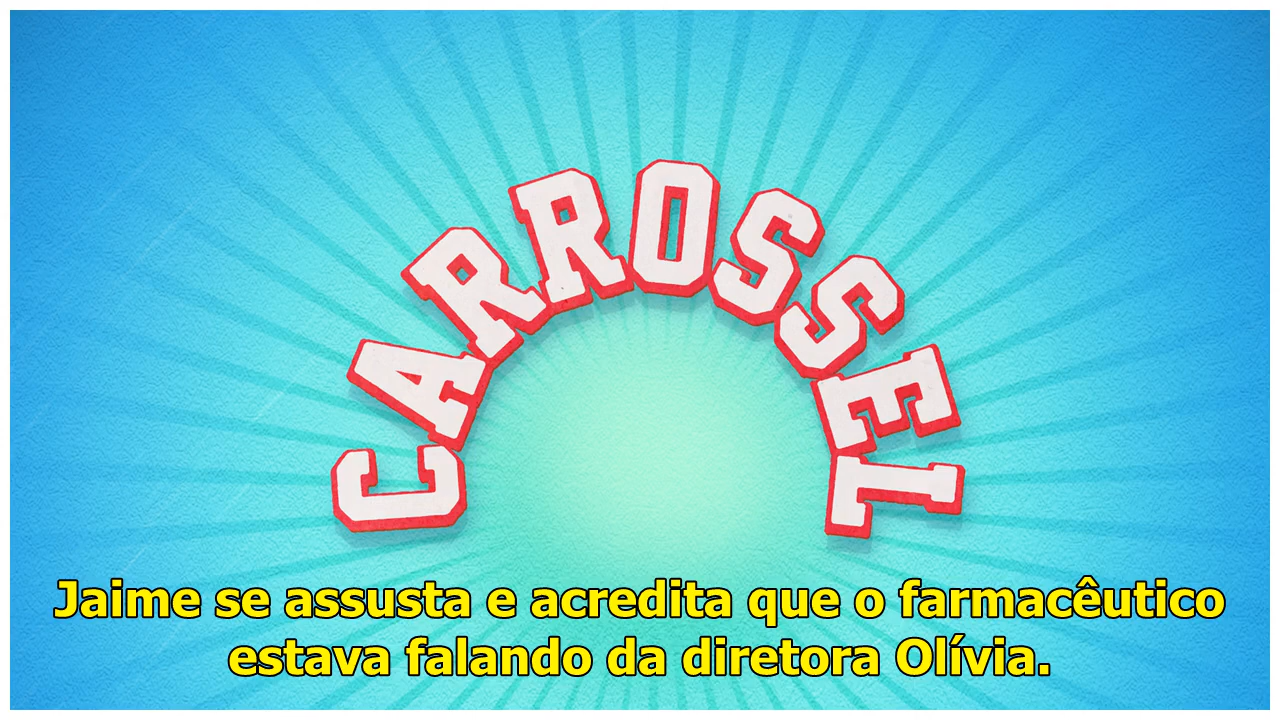 CARROSSEL
Jaime se assusta e acredita que o farmacêutico
estava falando da diretora Olívia.